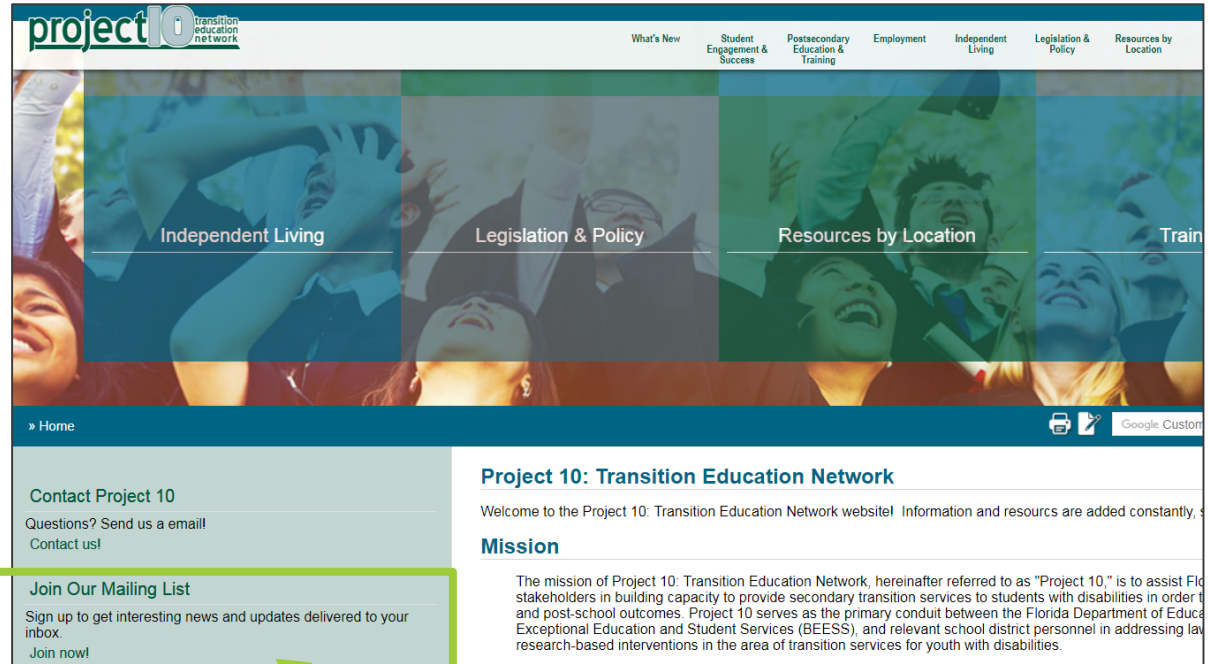 project10 transition
education
network
What's New
Student
Engagement &
Success
Postsecondary
Education &
Training
Employment
Independent
Living
Legislation &
Policy
Resources by
Location
Independent Living
Legislation & Policy
Resources by Location
Train
» Home
Google Custom
Contact Project 10
Questions? Send us a email!
Contact us!
Join Our Mailing List
Sign up to get interesting news and updates delivered to your
inbox.
Join now!
Project 10: Transition Education Network
Welcome to the Project 10: Transition Education Network website! Information and resourcs are added constantly, s
Mission
The mission of Project 10: Transition Education Network, hereinafter referred to as "Project 10," is to assist Flo
stakeholders in building capacity to provide secondary transition services to students with disabilities in order t
and post-school outcomes. Project 10 serves as the primary conduit between the Florida Department of Educa
Exceptional Education and Student Services (BEESS), and relevant school district personnel in addressing law
research-based interventions in the area of transition services for youth with disabilities.